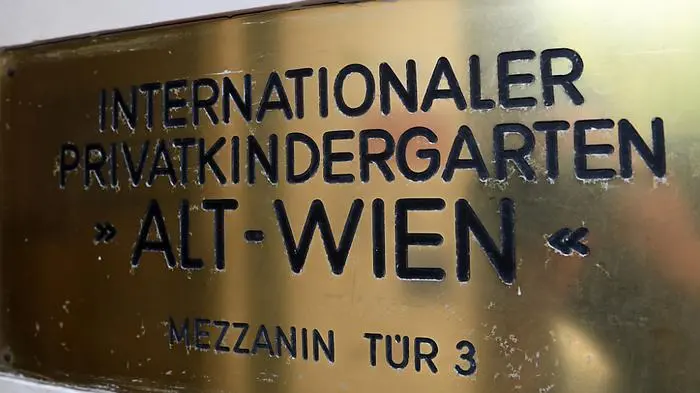 INTERNATIONALER
PRIVATKINDERGARTEN
» ALT-WIEN «
MEZZANIN TÜR 3